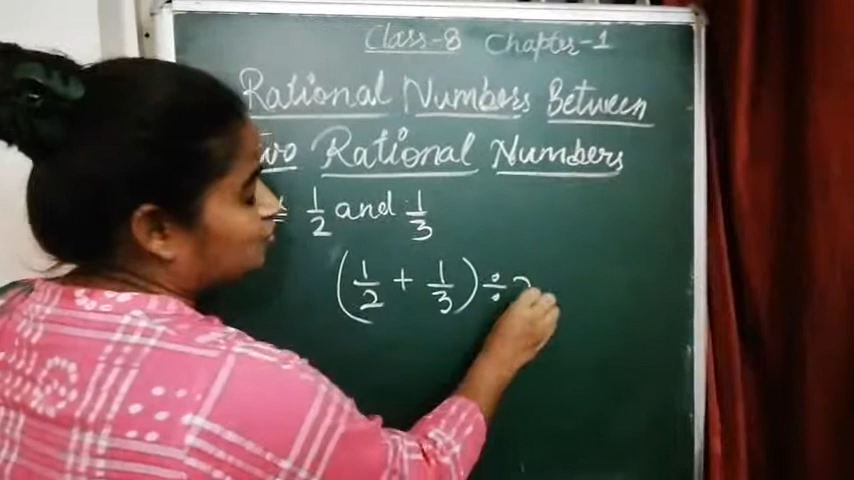 Class-8 Chapter-1
Rational Numbers Between
Two Rational Numbers
1/2 and 1/3
(1/2 + 1/3) ÷ 2